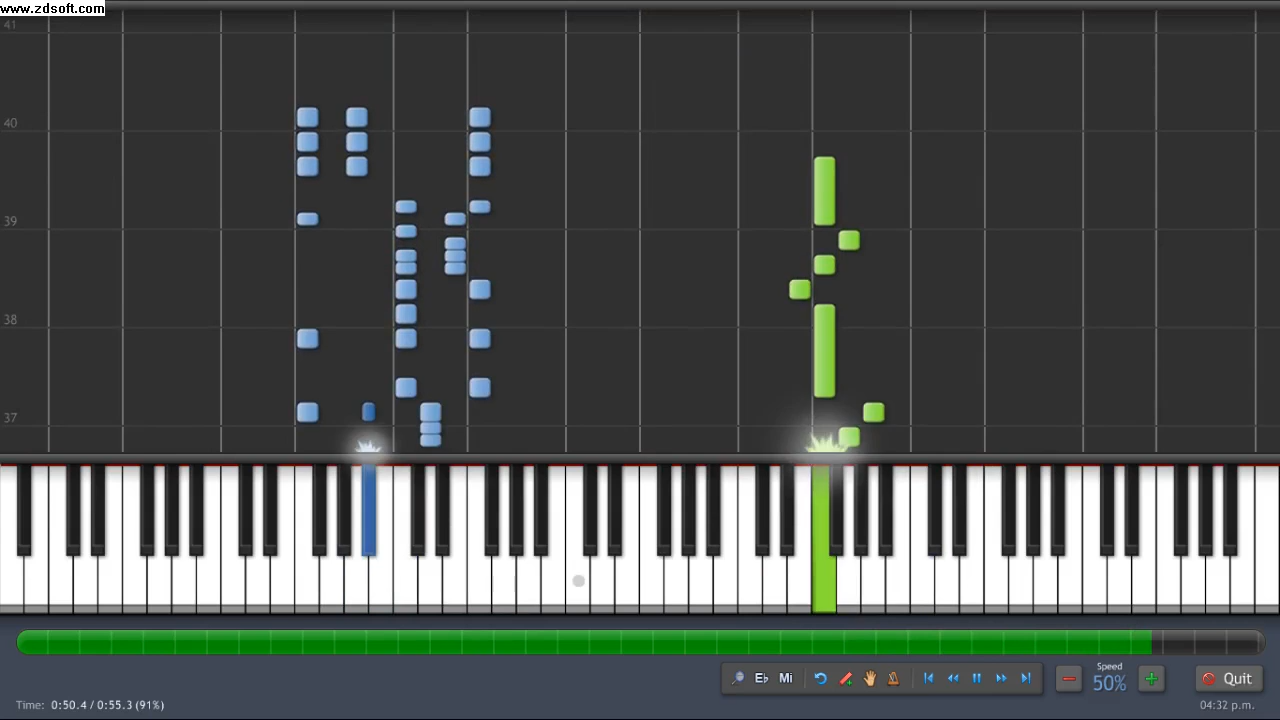 www.zdsoft.com
41
40
39
38
37
E♭ Mi
Speed
50%
Quit
Time: 0:50.4 / 0:55.3 (91%)
04:32 p.m.